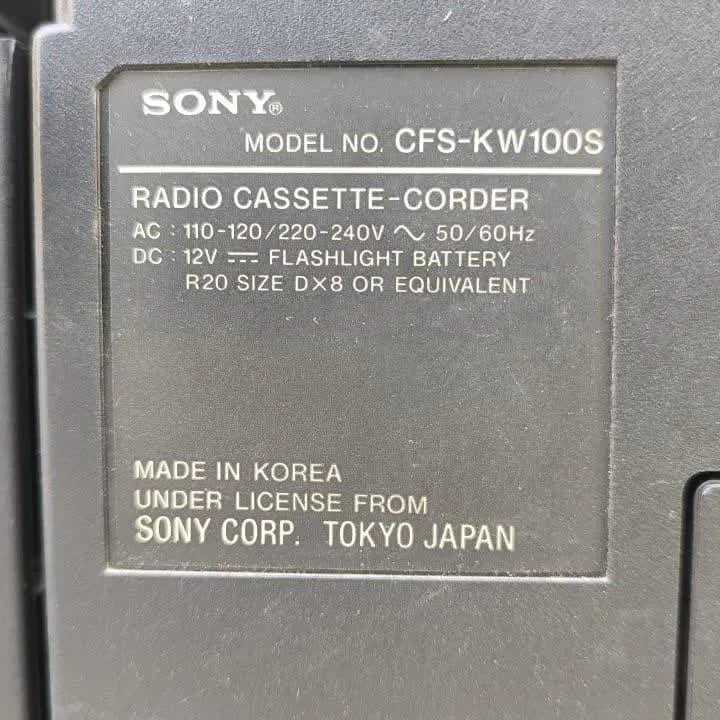 SONY®
MODEL NO. CFS-KW100S
RADIO CASSETTE-CORDER
AC : 110-120/220-240V ～ 50/60Hz
DC : 12V ⎓ FLASHLIGHT BATTERY
R20 SIZE D×8 OR EQUIVALENT
MADE IN KOREA
UNDER LICENSE FROM
SONY CORP. TOKYO JAPAN